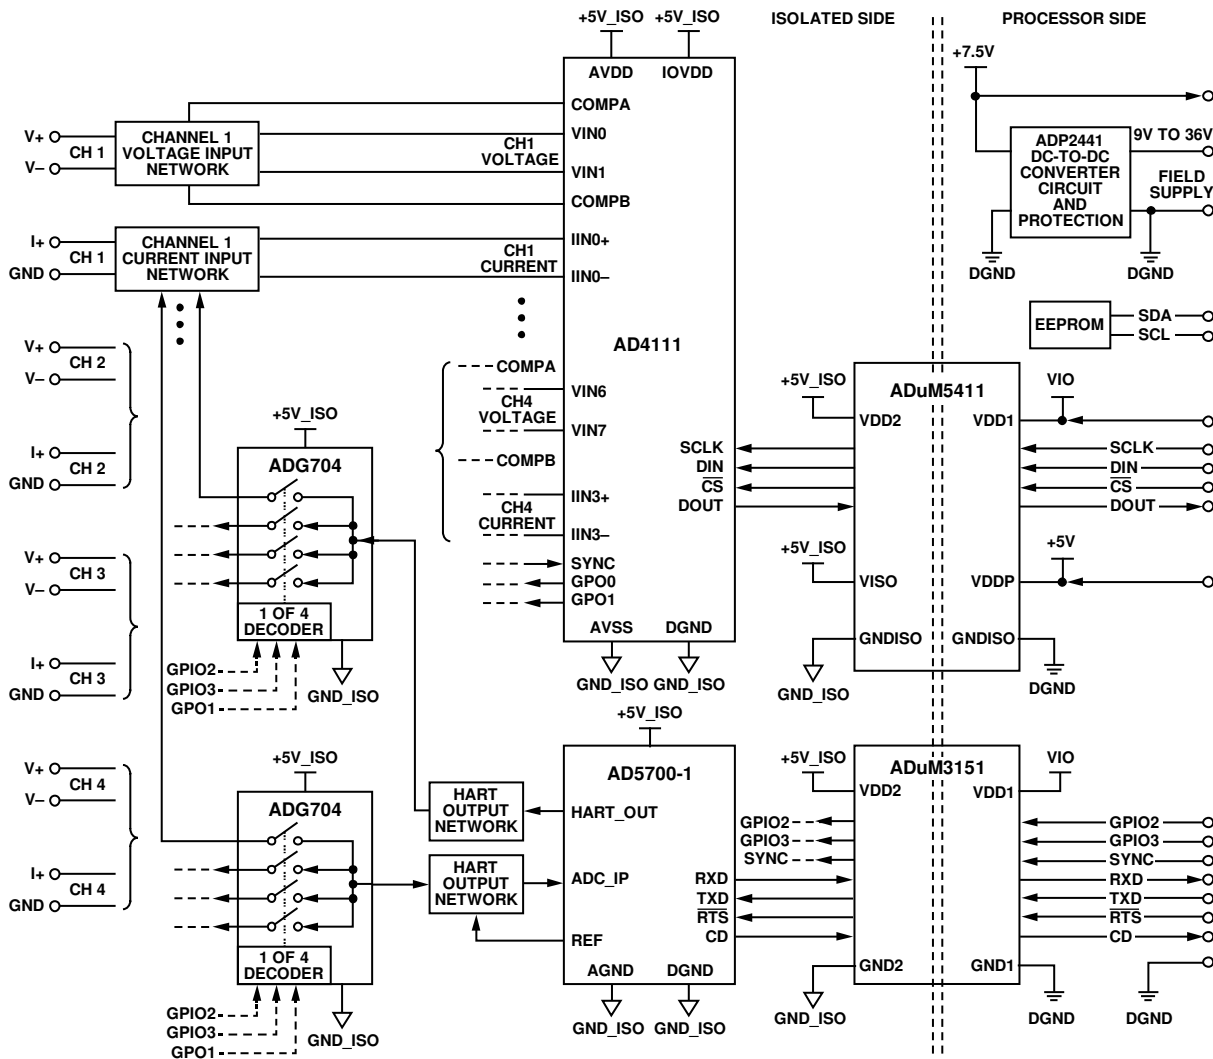 +5V_ISO
+5V_ISO
ISOLATED SIDE
PROCESSOR SIDE
AVDD
IOVDD
COMPA
VIN0
VIN1
COMPB
IIN0+
IIN0–
AD4111
VIN6
VIN7
IIN3+
IIN3–
SYNC
GPO0
GPO1
AVSS
DGND
GND_ISO
GND_ISO
SCLK
DIN
CS
DOUT
V+
V–
CH 1
CHANNEL 1
VOLTAGE INPUT
NETWORK
CH1
VOLTAGE
I+
GND
CH 1
CHANNEL 1
CURRENT INPUT
NETWORK
CH1
CURRENT
V+
CH 2
V–
I+
CH 2
GND
V+
CH 3
V–
I+
CH 3
GND
V+
CH 4
V–
I+
CH 4
GND
COMPA
CH4
VOLTAGE
COMPB
CH4
CURRENT
+5V_ISO
ADG704
1 OF 4
DECODER
GPIO2
GPIO3
GPO1
GND_ISO
+5V_ISO
ADG704
1 OF 4
DECODER
GPIO2
GPIO3
GPO1
GND_ISO
HART
OUTPUT
NETWORK
HART
OUTPUT
NETWORK
+5V_ISO
AD5700-1
HART_OUT
ADC_IP
REF
AGND
DGND
GND_ISO
GND_ISO
RXD
TXD
RTS
CD
+7.5V
ADP2441
DC-TO-DC
CONVERTER
CIRCUIT
AND
PROTECTION
9V TO 36V
FIELD
SUPPLY
DGND
DGND
EEPROM
SDA
SCL
+5V_ISO
ADuM5411
VIO
VDD2
VDD1
SCLK
DIN
CS
DOUT
+5V_ISO
+5V
VISO
VDDP
GNDISO
GNDISO
GND_ISO
DGND
+5V_ISO
ADuM3151
VIO
VDD2
VDD1
GPIO2
GPIO3
SYNC
GPIO2
GPIO3
SYNC
RXD
TXD
RTS
CD
GND2
GND1
GND_ISO
DGND
DGND